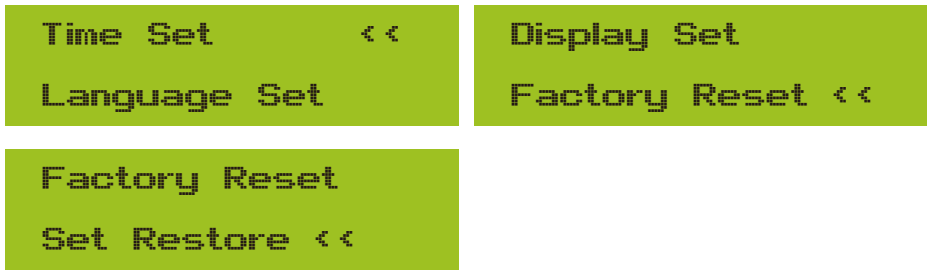 Time Set <<
Language Set
Display Set
Factory Reset <<
Factory Reset
Set Restore <<